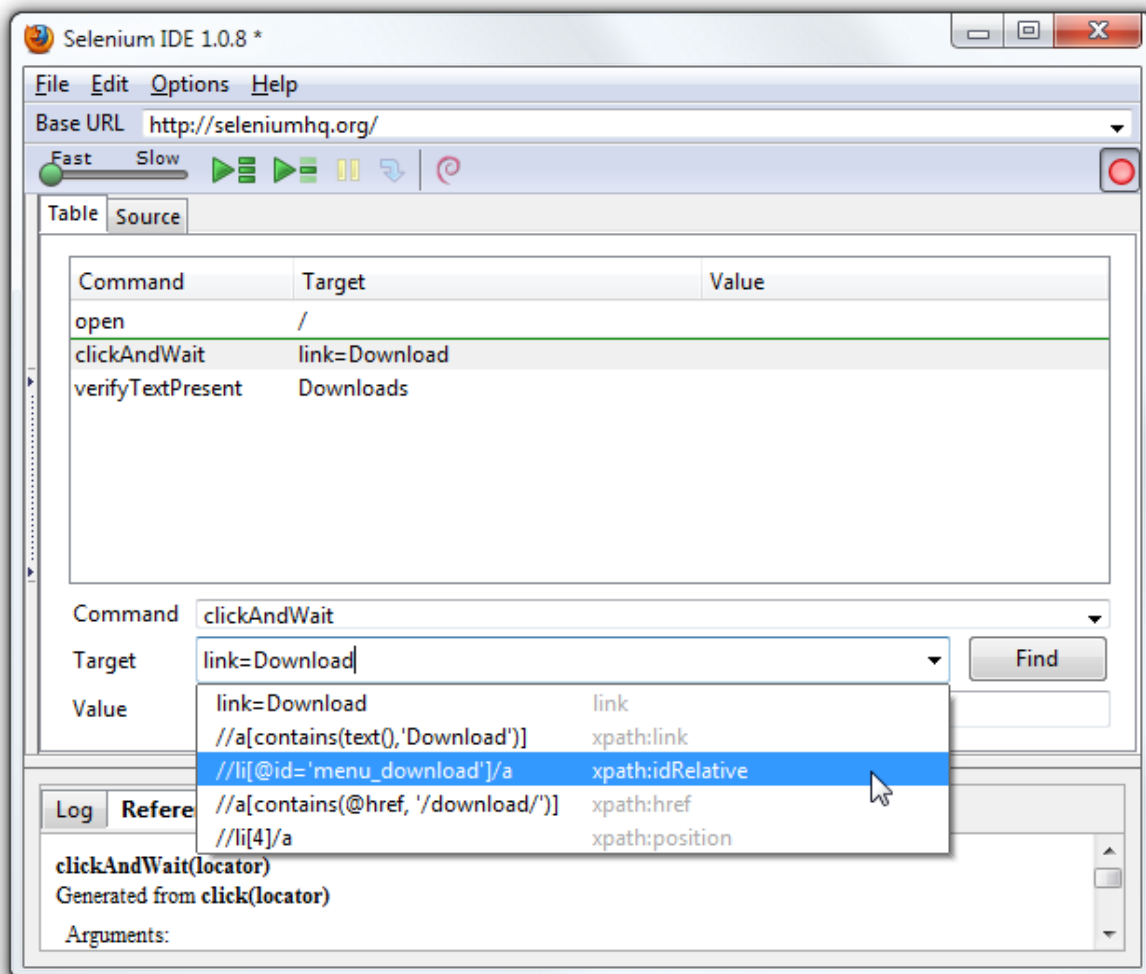 Selenium IDE 1.0.8 *
File Edit Options Help
Base URL http://seleniumhq.org/
Fast Slow
Table Source
Command Target Value
open /
clickAndWait link=Download
verifyTextPresent Downloads
Command clickAndWait
Target link=Download Find
Value
link=Download link
//a[contains(text(),'Download')] xpath:link
//li[@id='menu_download']/a xpath:idRelative
//a[contains(@href, '/download/')] xpath:href
//li[4]/a xpath:position
Log Refere
clickAndWait(locator)
Generated from click(locator)
Arguments: